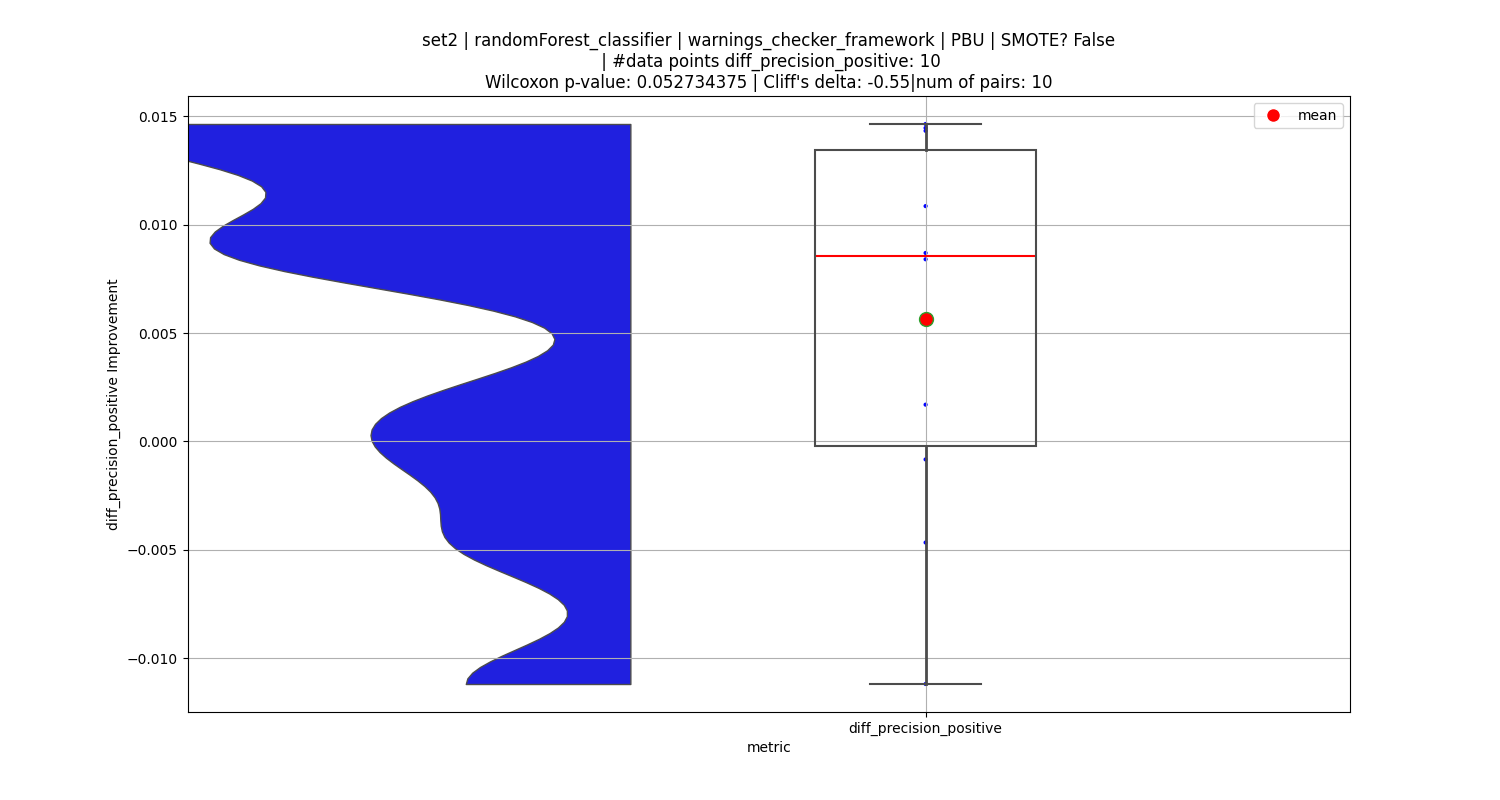 set2 | randomForest_classifier | warnings_checker_framework | PBU | SMOTE? False
| #data points diff_precision_positive: 10
Wilcoxon p-value: 0.052734375 | Cliff's delta: -0.55|num of pairs: 10
mean
0.015
0.010
0.005
0.000
−0.005
−0.010
diff_precision_positive Improvement
diff_precision_positive
metric